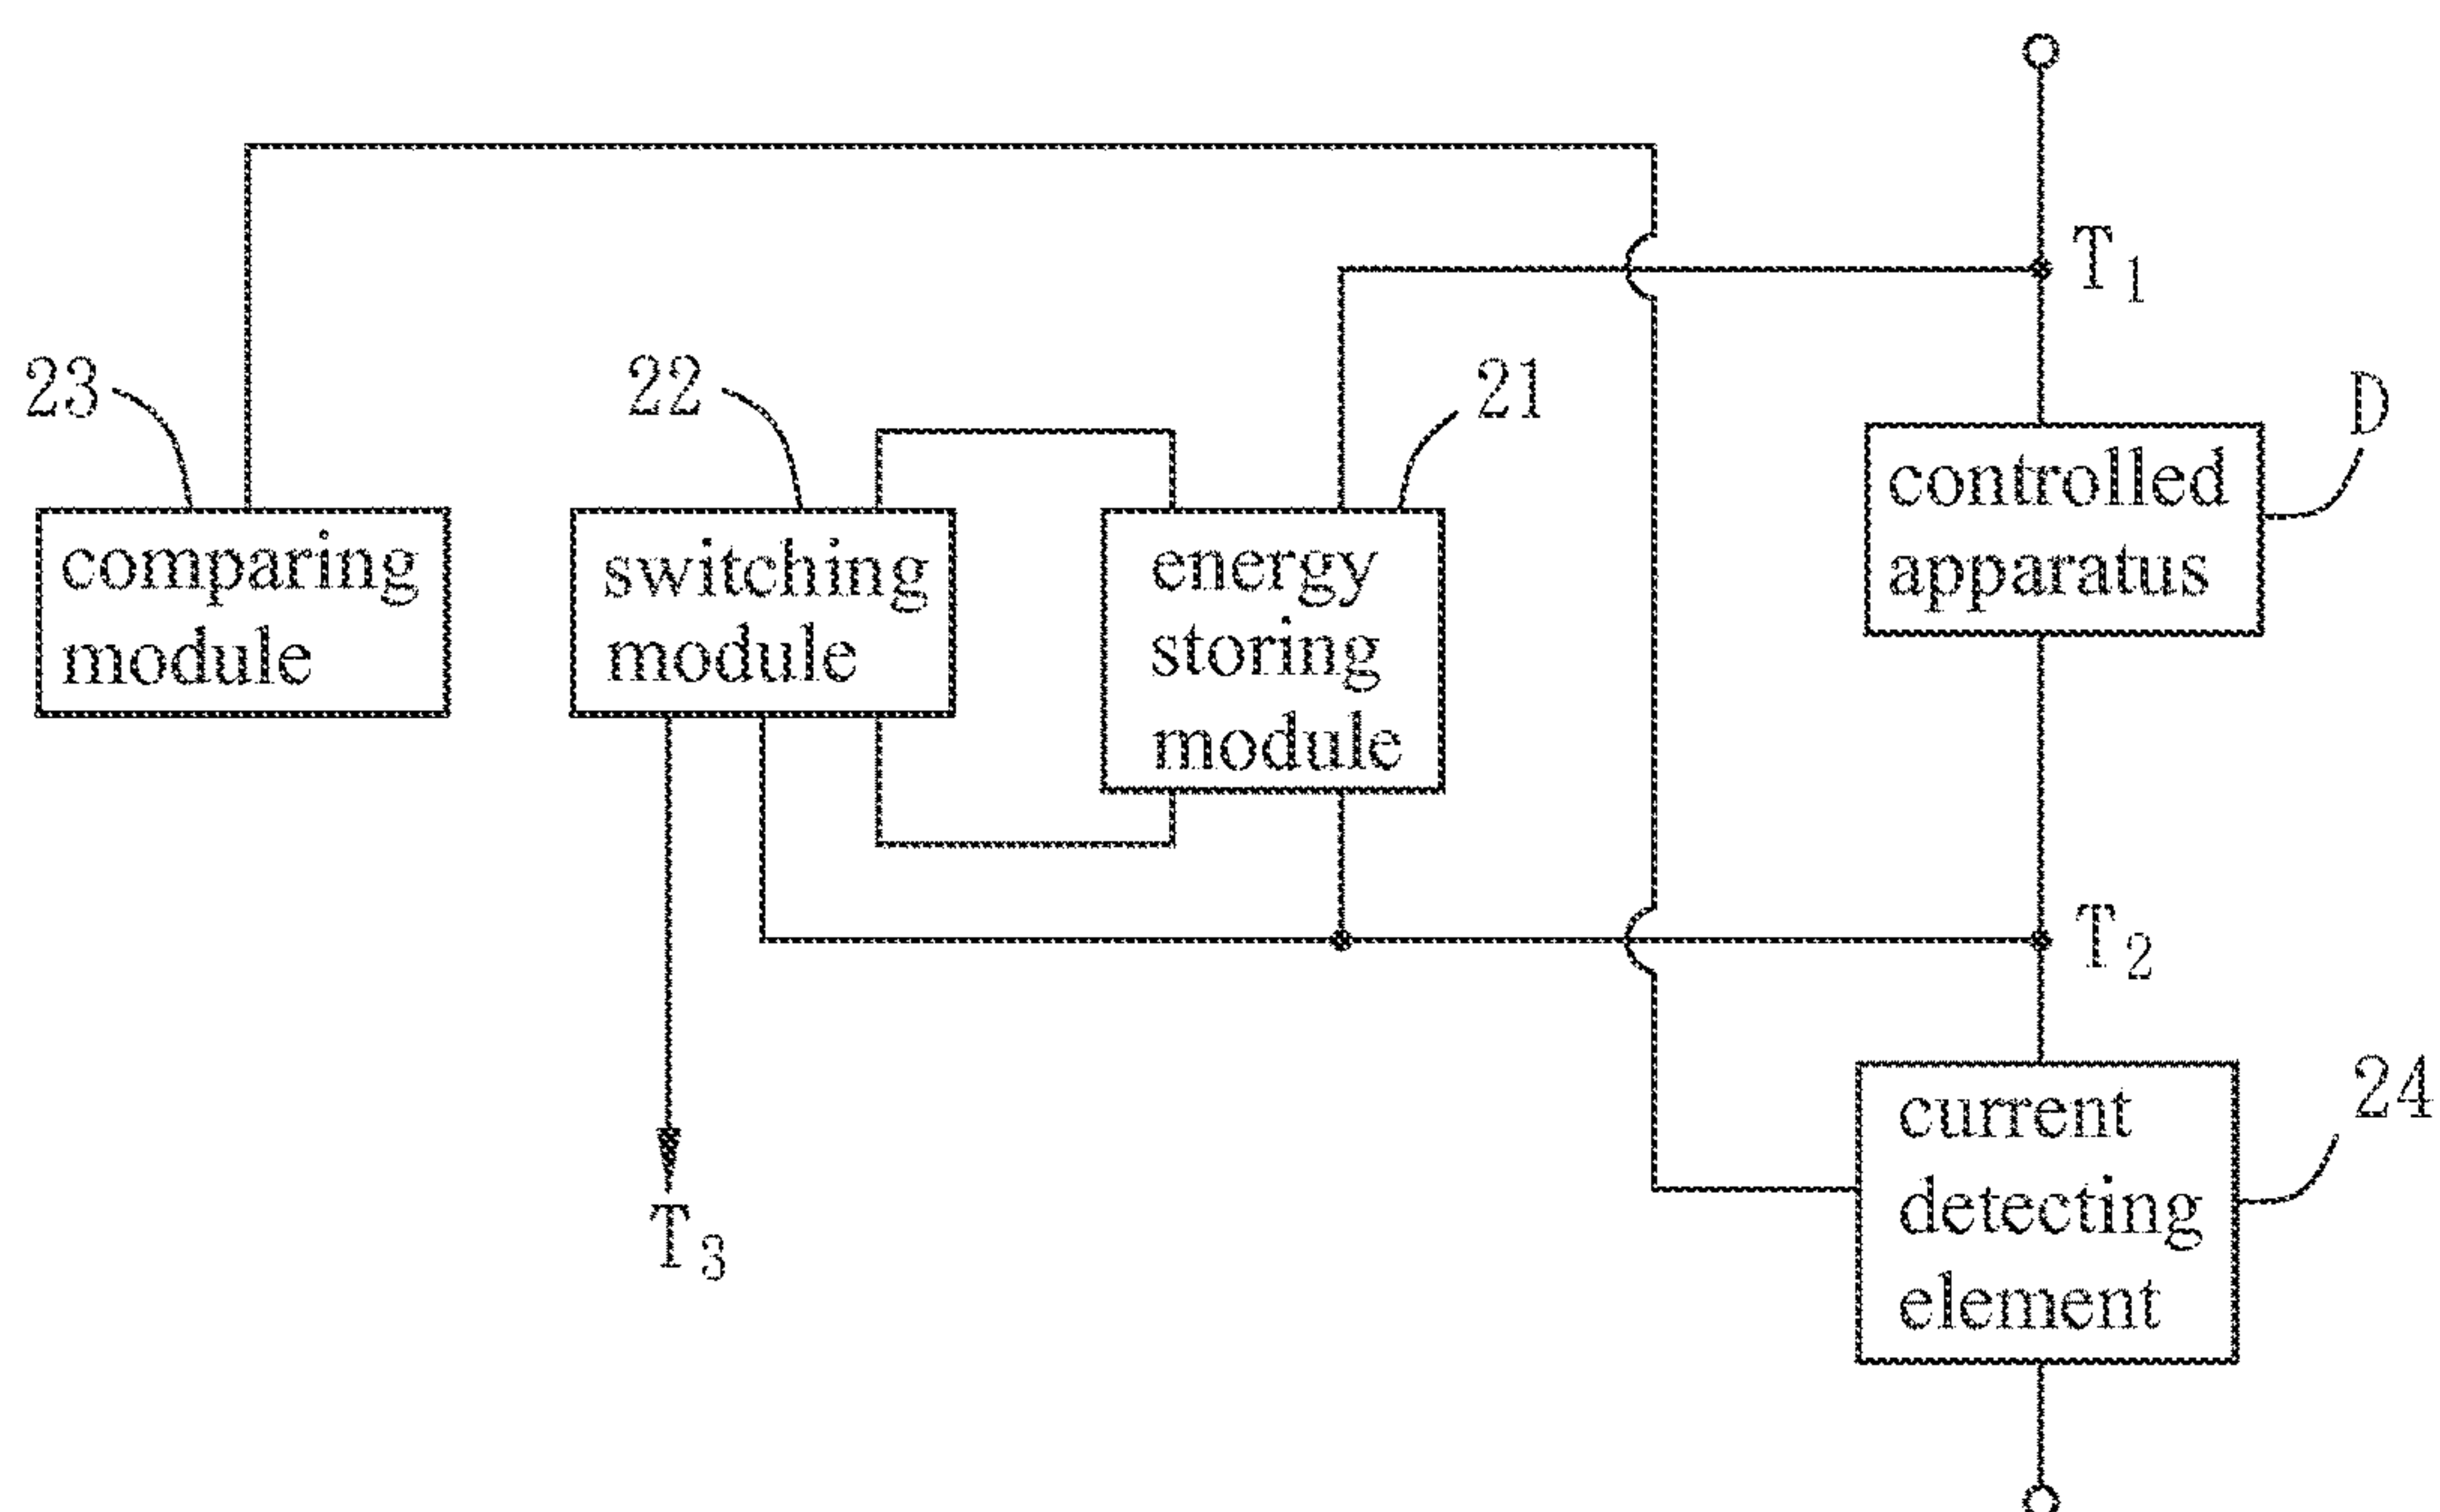 T1
23
22
21
D
controlled
apparatus
comparing
module
switching
module
energy
storing
module
T2
24
current
detecting
element
T3